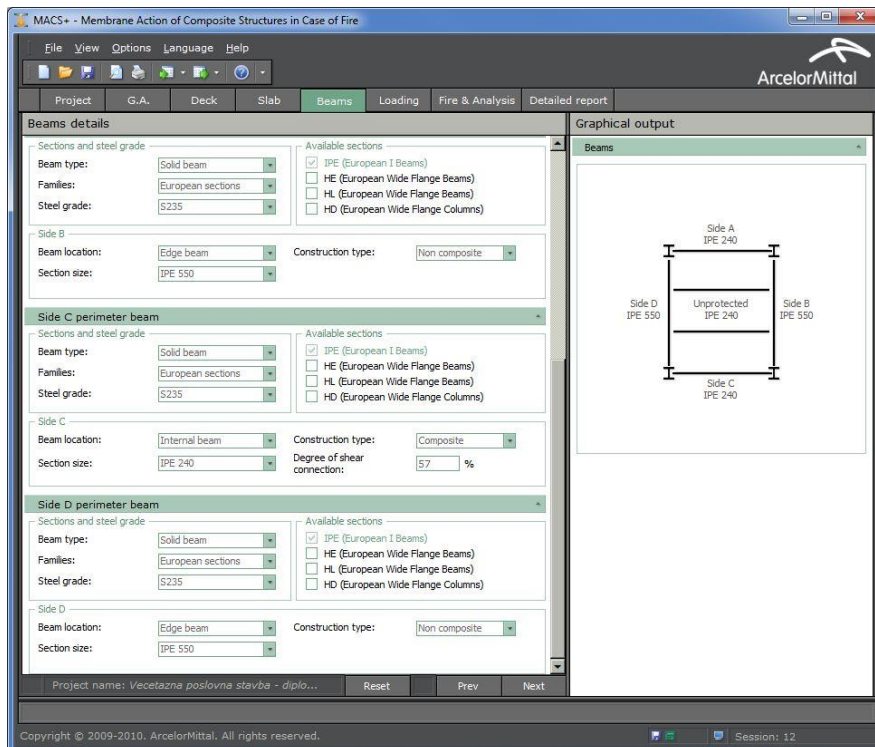 MACS+ - Membrane Action of Composite Structures in Case of Fire
File View Options Language Help
ArcelorMittal
Project G.A. Deck Slab Beams Loading Fire & Analysis Detailed report
Beams details
Sections and steel grade
Beam type: Solid beam
Families: European sections
Steel grade: S235
Available sections
IPE (European I Beams)
HE (European Wide Flange Beams)
HL (European Wide Flange Beams)
HD (European Wide Flange Columns)
Side B
Beam location: Edge beam Construction type: Non composite
Section size: IPE 550
Side C perimeter beam
Sections and steel grade
Beam type: Solid beam
Families: European sections
Steel grade: S235
Available sections
IPE (European I Beams)
HE (European Wide Flange Beams)
HL (European Wide Flange Beams)
HD (European Wide Flange Columns)
Side C
Beam location: Internal beam Construction type: Composite
Section size: IPE 240 Degree of shear
connection: 57 %
Side D perimeter beam
Sections and steel grade
Beam type: Solid beam
Families: European sections
Steel grade: S235
Available sections
IPE (European I Beams)
HE (European Wide Flange Beams)
HL (European Wide Flange Beams)
HD (European Wide Flange Columns)
Side D
Beam location: Edge beam Construction type: Non composite
Section size: IPE 550
Project name: Vecetazna poslovna stavba - diplo... Reset Prev Next
Graphical output
Beams
Side A
IPE 240
Side D
IPE 550
Unprotected
IPE 240
Side B
IPE 550
Side C
IPE 240
Copyright © 2009-2010. ArcelorMittal. All rights reserved. Session: 12